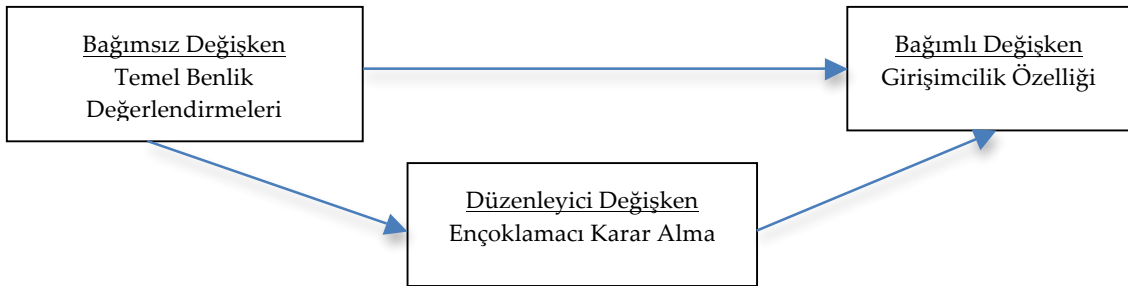 Bağımsız Değişken
Temel Benlik
Değerlendirmeleri
Bağımlı Değişken
Girişimcilik Özelliği
Düzenleyici Değişken
Ençoklamacı Karar Alma